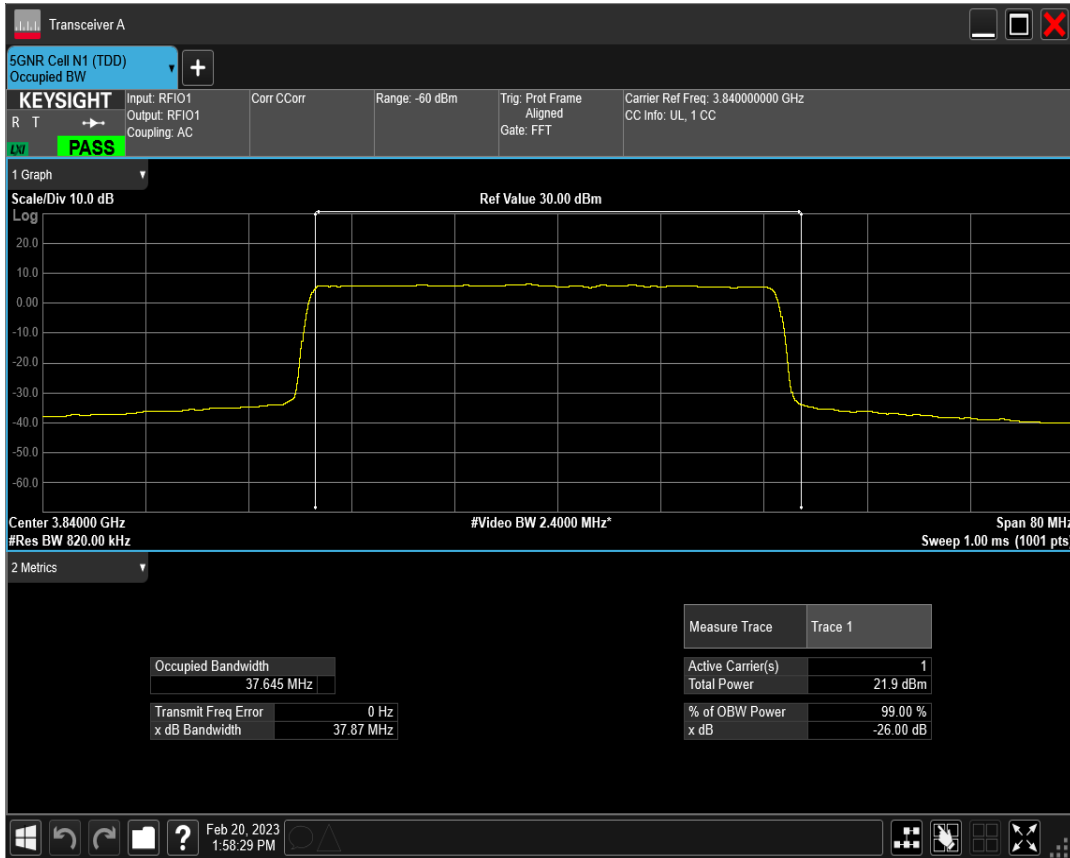 Transceiver A
5GNR Cell N1 (TDD)
Occupied BW
+
KEYSIGHT
R T
LXI
PASS
Input: RFIO1
Output: RFIO1
Coupling: AC
Corr CCorr
Range: -60 dBm
Trig: Prot Frame
Aligned
Gate: FFT
Carrier Ref Freq: 3.840000000 GHz
CC Info: UL, 1 CC
1 Graph
Scale/Div 10.0 dB
Ref Value 30.00 dBm
Log
20.0
10.0
0.00
-10.0
-20.0
-30.0
-40.0
-50.0
-60.0
Center 3.84000 GHz
#Video BW 2.4000 MHz*
Span 80 MHz
#Res BW 820.00 kHz
Sweep 1.00 ms (1001 pts)
2 Metrics
Measure Trace Trace 1
Occupied Bandwidth
37.645 MHz
Active Carrier(s) 1
Total Power 21.9 dBm
Transmit Freq Error 0 Hz
x dB Bandwidth 37.87 MHz
% of OBW Power 99.00 %
x dB -26.00 dB
?
Feb 20, 2023
1:58:29 PM